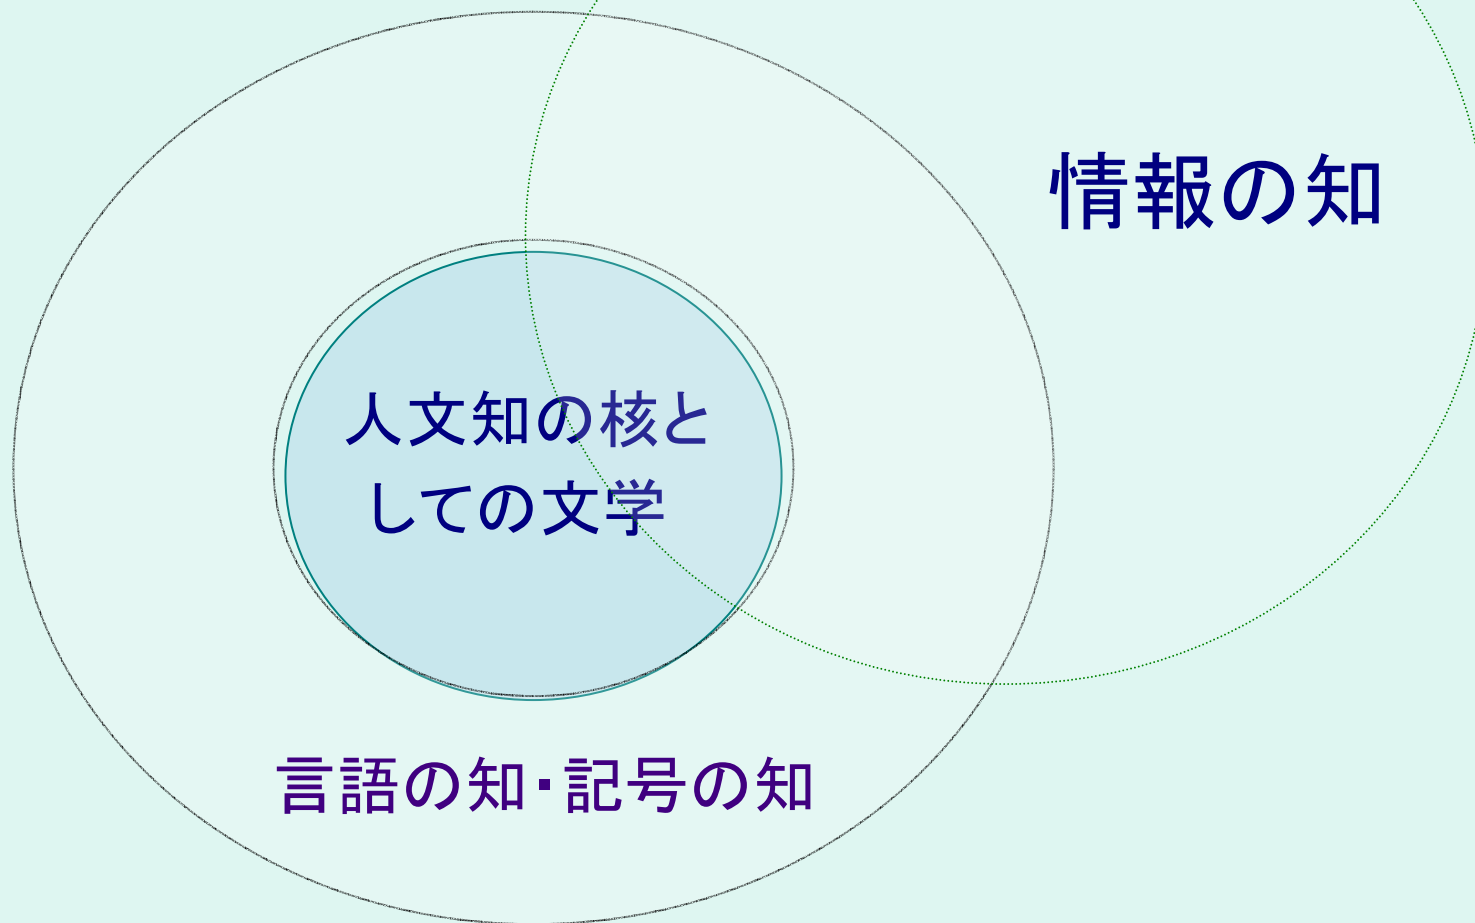 情報の知
人文知の核と
しての文学
言語の知・記号の知